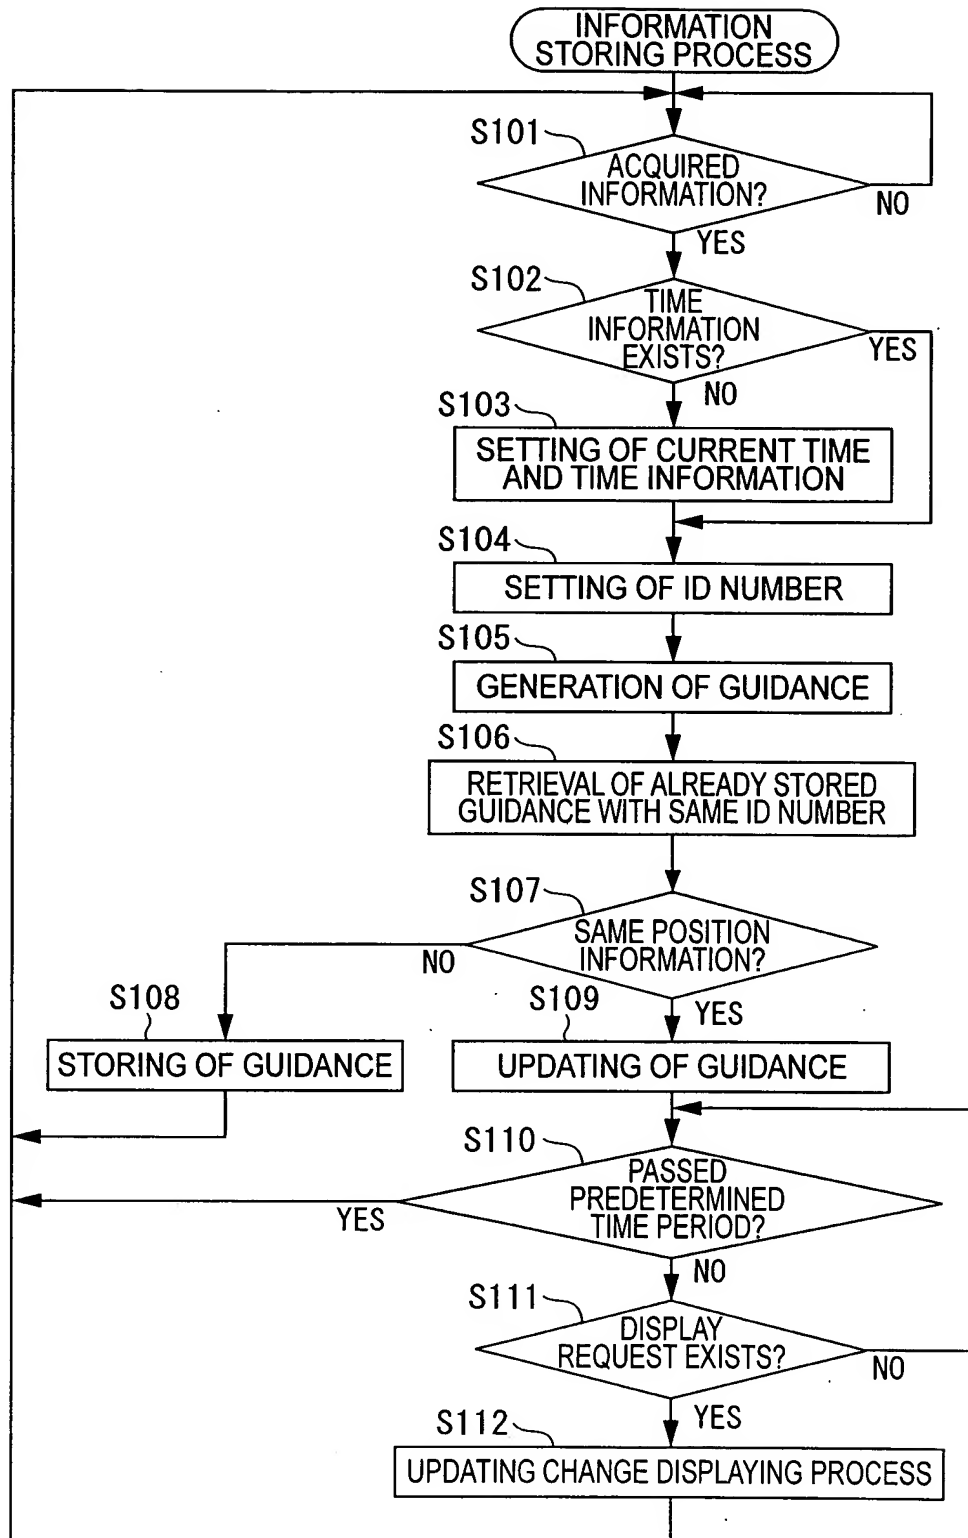 INFORMATION
STORING PROCESS
S101
ACQUIRED
INFORMATION?
NO
YES
S102
TIME
INFORMATION
EXISTS?
YES
NO
S103
SETTING OF CURRENT TIME
AND TIME INFORMATION
S104
SETTING OF ID NUMBER
S105
GENERATION OF GUIDANCE
S106
RETRIEVAL OF ALREADY STORED
GUIDANCE WITH SAME ID NUMBER
S107
SAME POSITION
INFORMATION?
NO
YES
S108
STORING OF GUIDANCE
S109
UPDATING OF GUIDANCE
S110
PASSED
PREDETERMINED
TIME PERIOD?
YES
NO
S111
DISPLAY
REQUEST EXISTS?
NO
YES
S112
UPDATING CHANGE DISPLAYING PROCESS